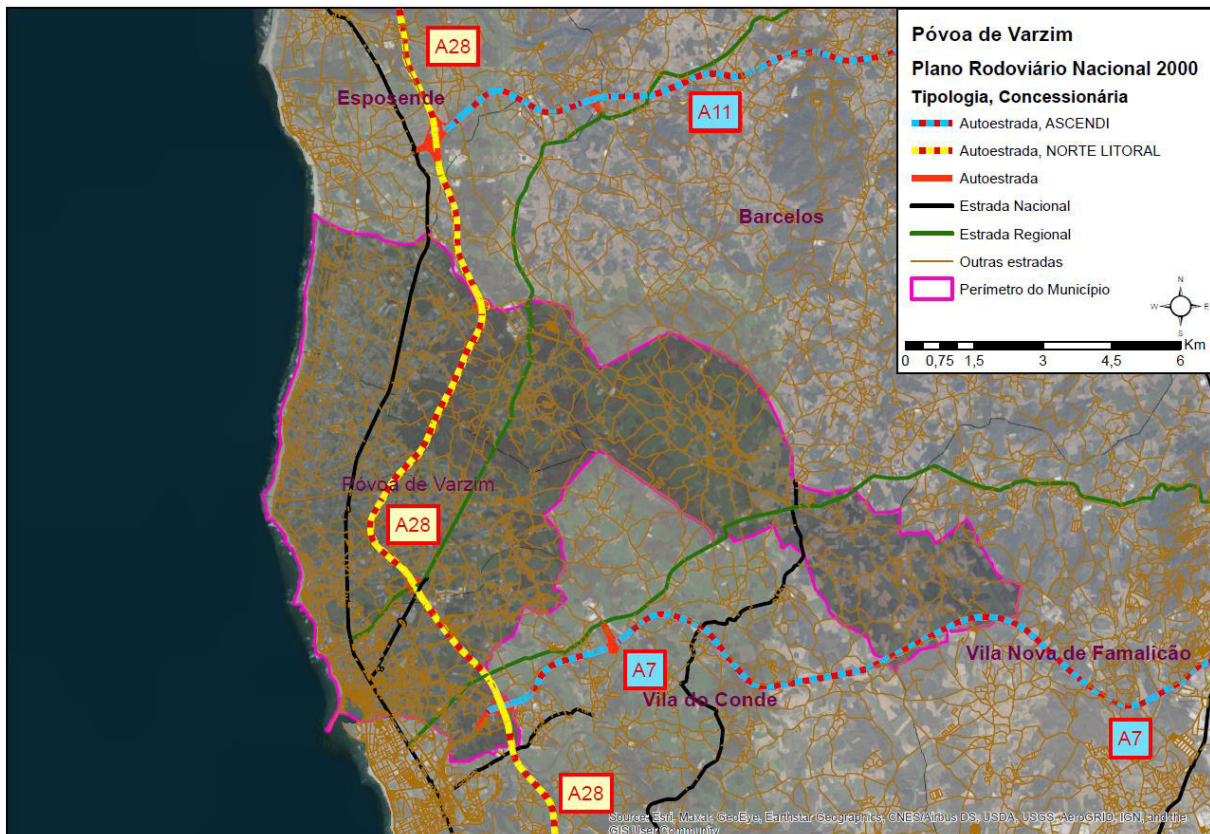 A28
Esposende
A11
Barcelos
Póvoa de Varzim
A28
A7
Vila do Conde
Vila Nova de Famalicão
A7
A28
Póvoa de Varzim
Plano Rodoviário Nacional 2000
Tipologia, Concessionária
Autoestrada, ASCENDI
Autoestrada, NORTE LITORAL
Autoestrada
Estrada Nacional
Estrada Regional
Outras estradas
Perímetro do Município
N
W E
S
Km
0 0,75 1,5 3 4,5 6
Source: Esri, Maxar, GeoEye, Earthstar Geographics, CNES/Airbus DS, USDA, USGS, AeroGRID, IGN, and the
GIS User Community